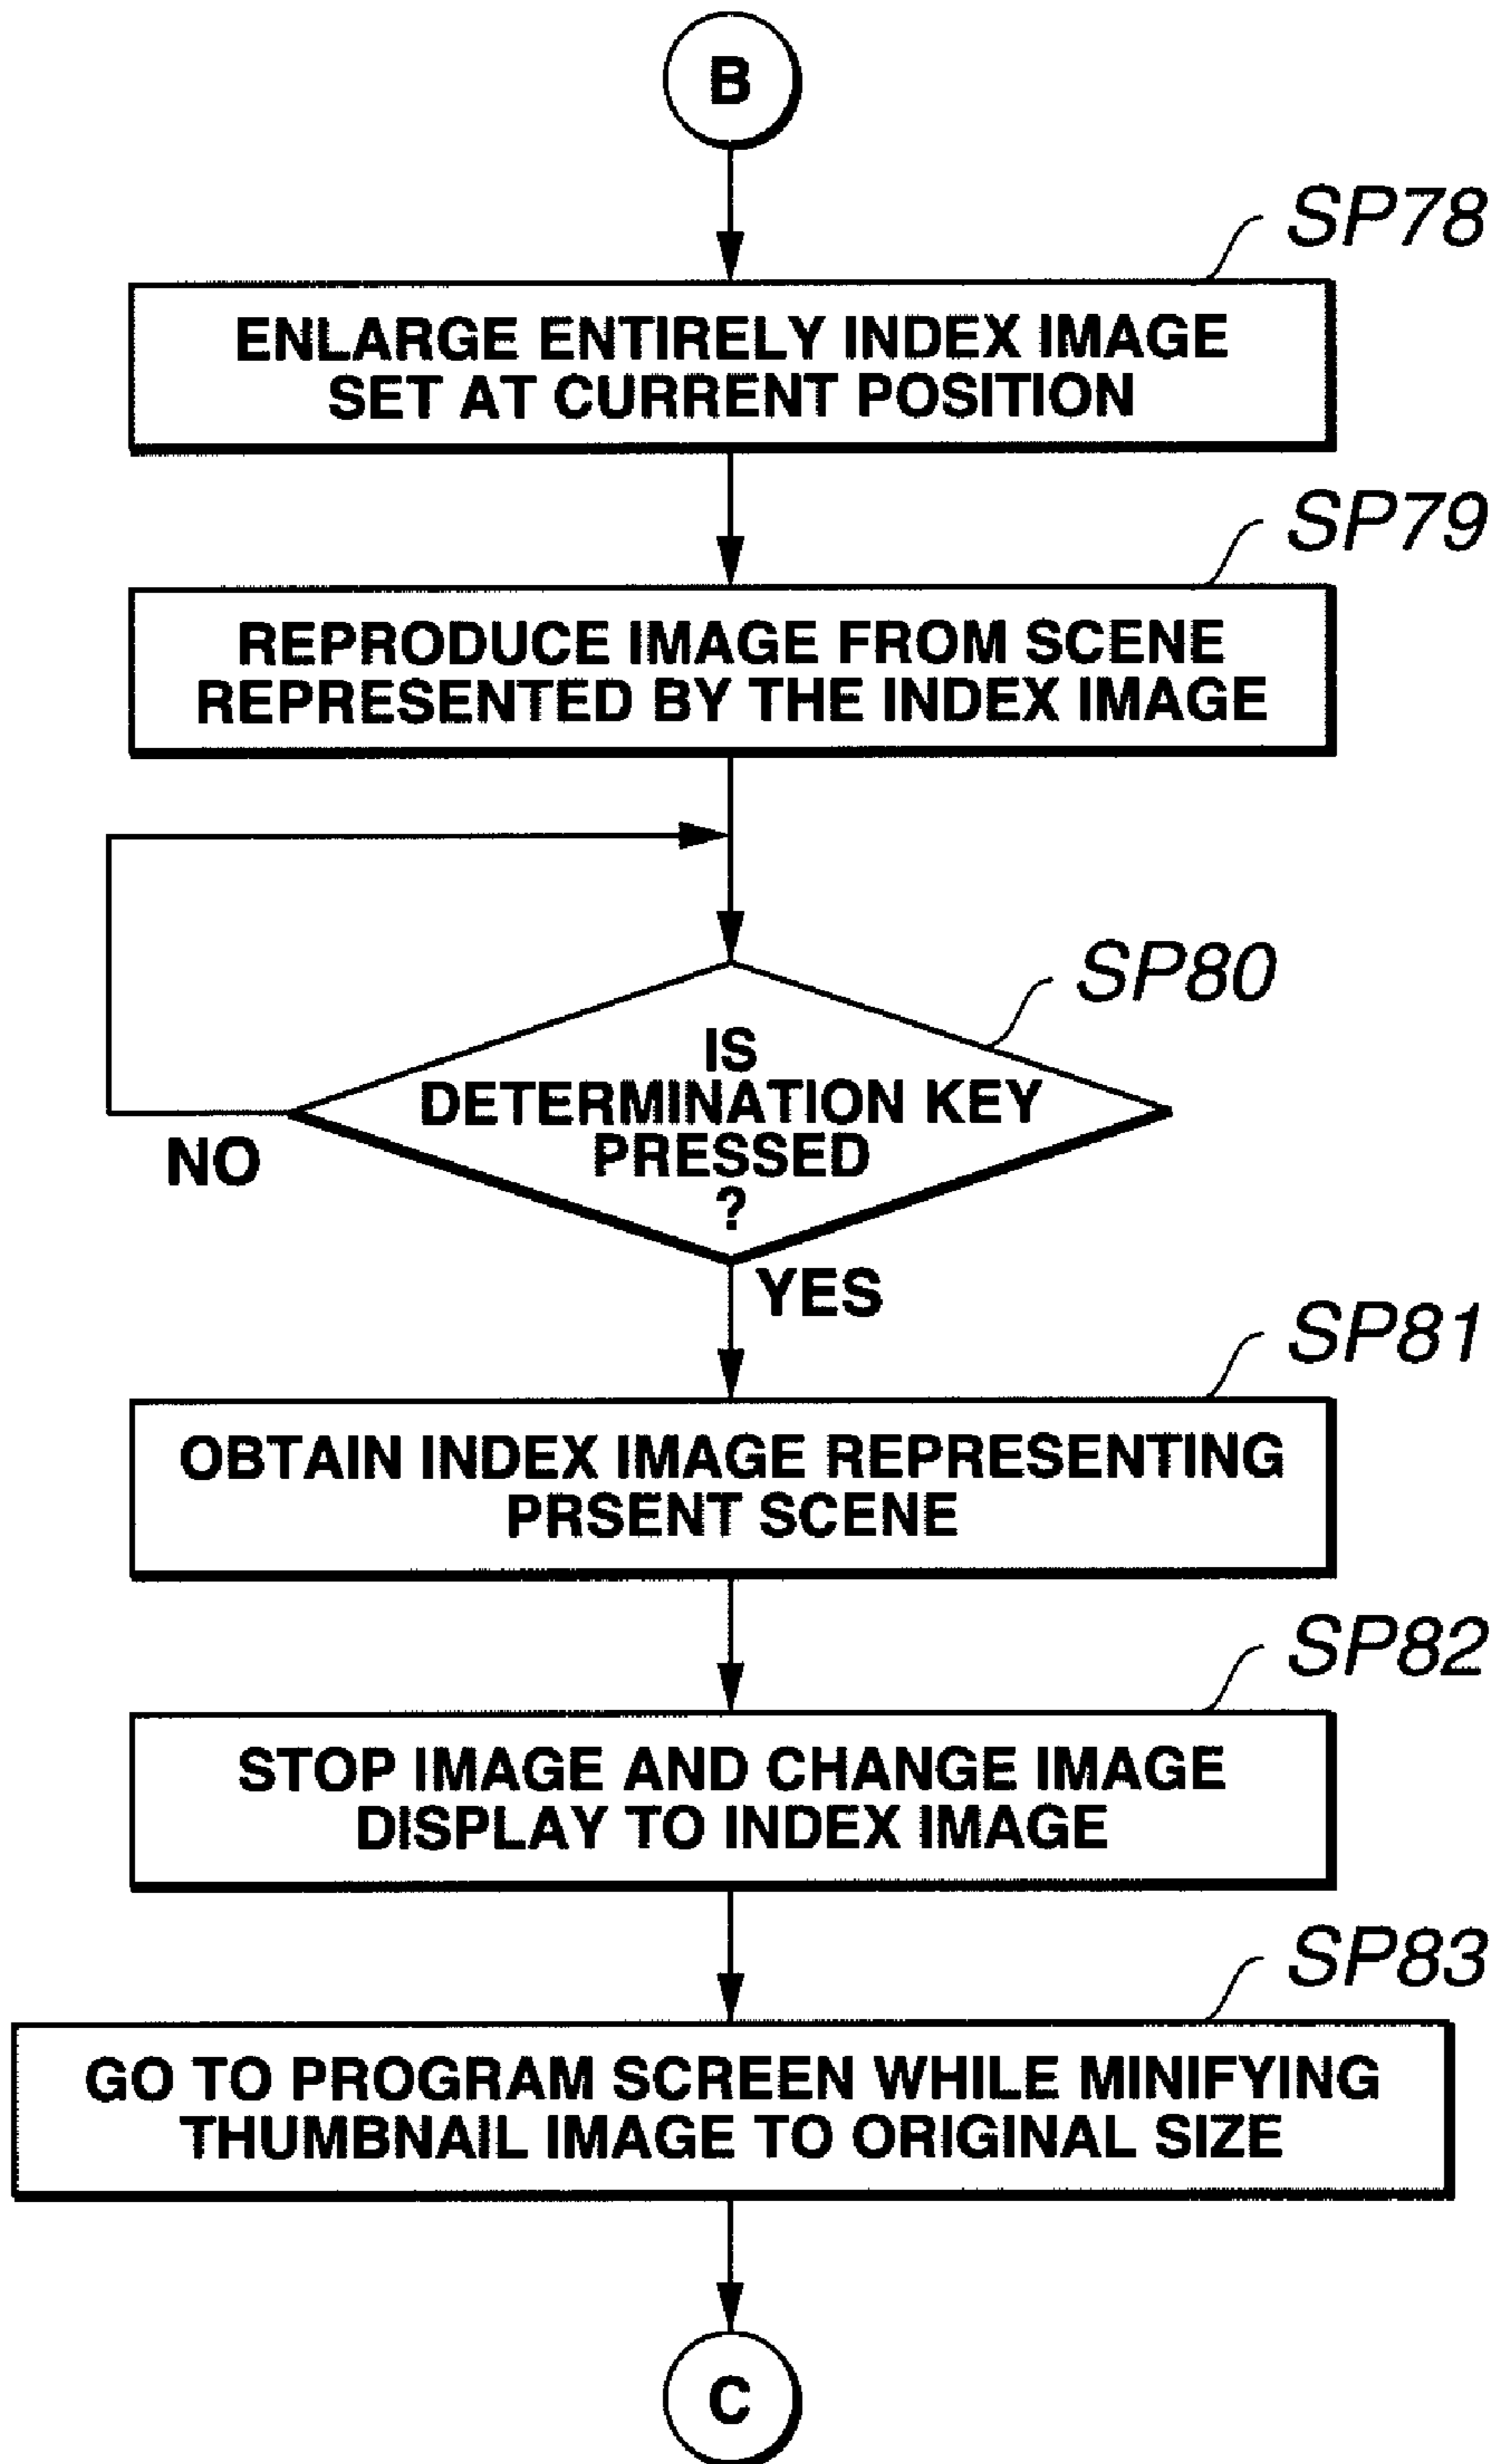 B
SP78
ENLARGE ENTIRELY INDEX IMAGE
SET AT CURRENT POSITION
SP79
REPRODUCE IMAGE FROM SCENE
REPRESENTED BY THE INDEX IMAGE
SP80
IS
DETERMINATION KEY
PRESSED
?
NO
YES
SP81
OBTAIN INDEX IMAGE REPRESENTING
PRSENT SCENE
SP82
STOP IMAGE AND CHANGE IMAGE
DISPLAY TO INDEX IMAGE
SP83
GO TO PROGRAM SCREEN WHILE MINIFYING
THUMBNAIL IMAGE TO ORIGINAL SIZE
C